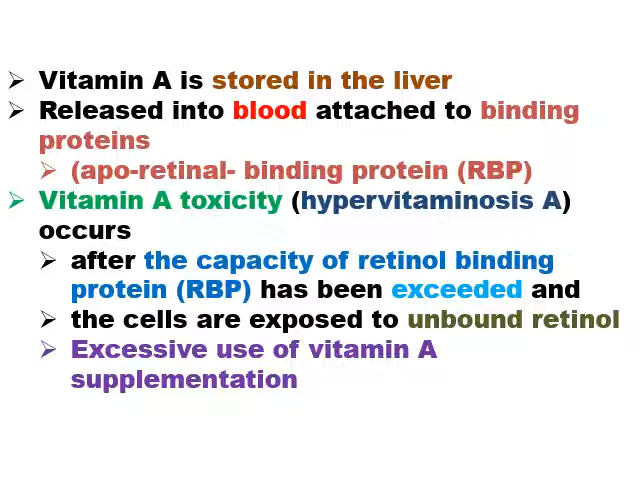 ➢ Vitamin A is stored in the liver
➢ Released into blood attached to binding
proteins
➢ (apo-retinal- binding protein (RBP)
➢ Vitamin A toxicity (hypervitaminosis A)
occurs
➢ after the capacity of retinol binding
protein (RBP) has been exceeded and
➢ the cells are exposed to unbound retinol
➢ Excessive use of vitamin A
supplementation